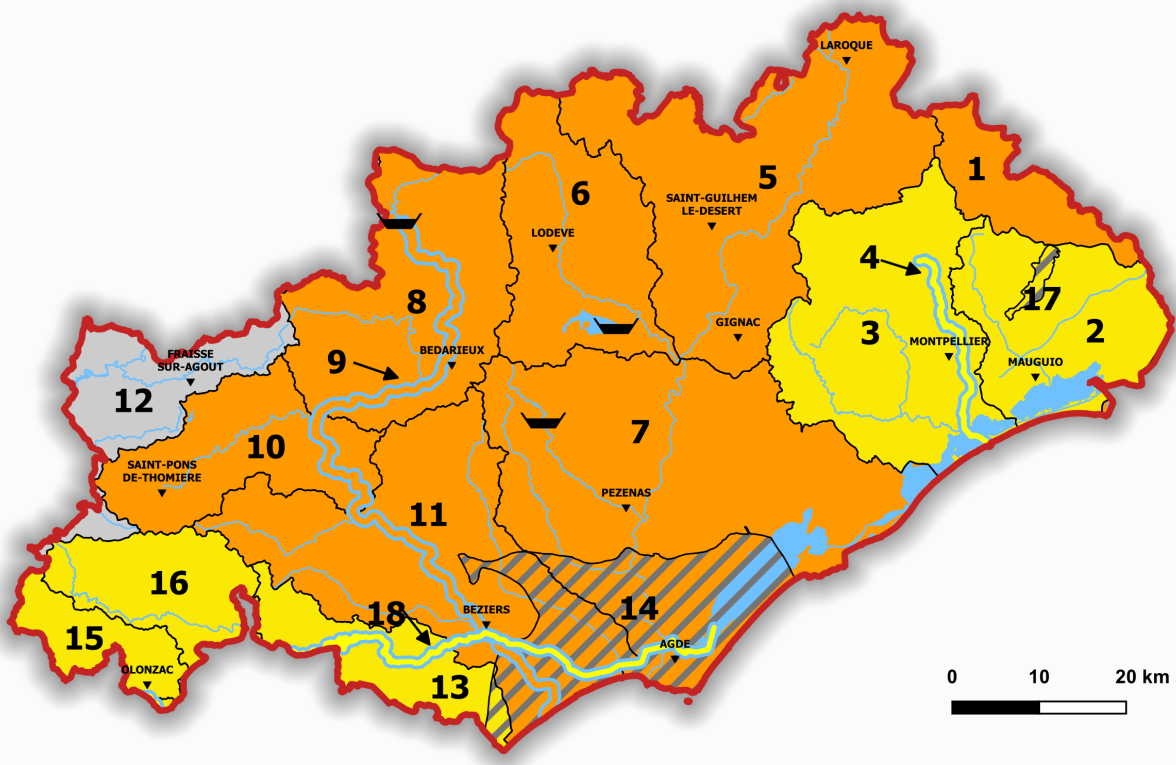 LAROQUE
1
5
6
SAINT-GUILHEM
LE-DESERT
LODEVE
4
8
17
GIGNAC
3
2
MONTPELLIER
BEDARIEUX
FRAISSE
SUR-AGOUT
9
MAUGUIO
12
7
10
SAINT-PONS
DE-THOMIERE
PEZENAS
11
16
14
18
BEZIERS
15
AGDE
OLONZAC
13
0 10 20 km